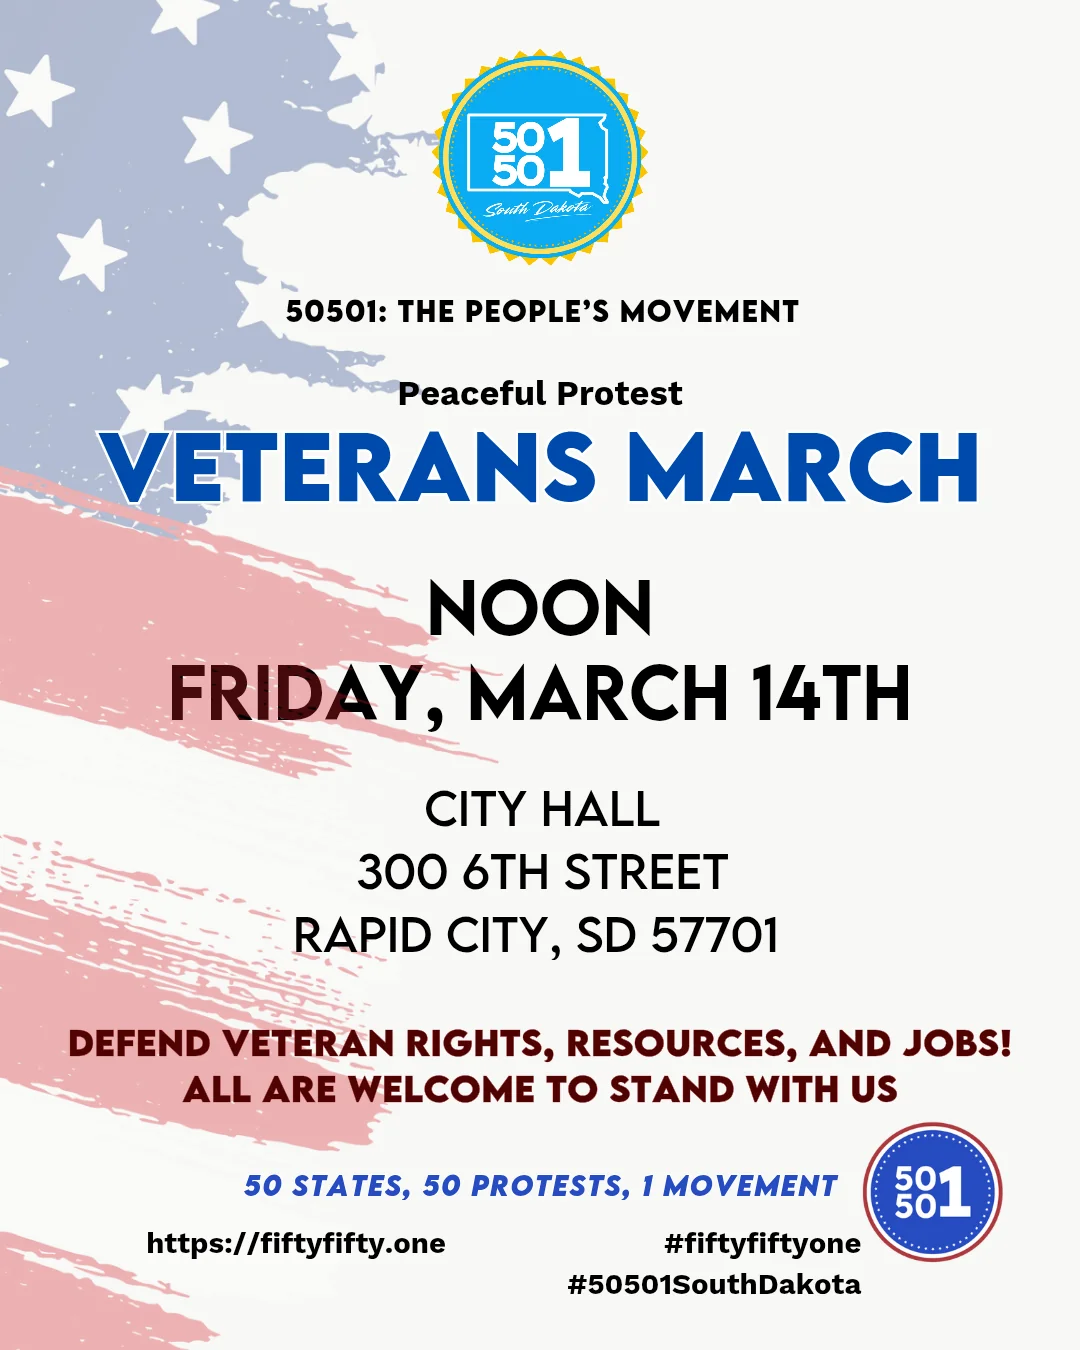 50
50
1
South Dakota
50501: THE PEOPLE'S MOVEMENT
Peaceful Protest
VETERANS MARCH
NOON
FRIDAY, MARCH 14TH
CITY HALL
300 6TH STREET
RAPID CITY, SD 57701
DEFEND VETERAN RIGHTS, RESOURCES, AND JOBS!
ALL ARE WELCOME TO STAND WITH US
50 STATES, 50 PROTESTS, 1 MOVEMENT
50
50
1
https://fiftyfifty.one
#fiftyfiftyone
#50501SouthDakota